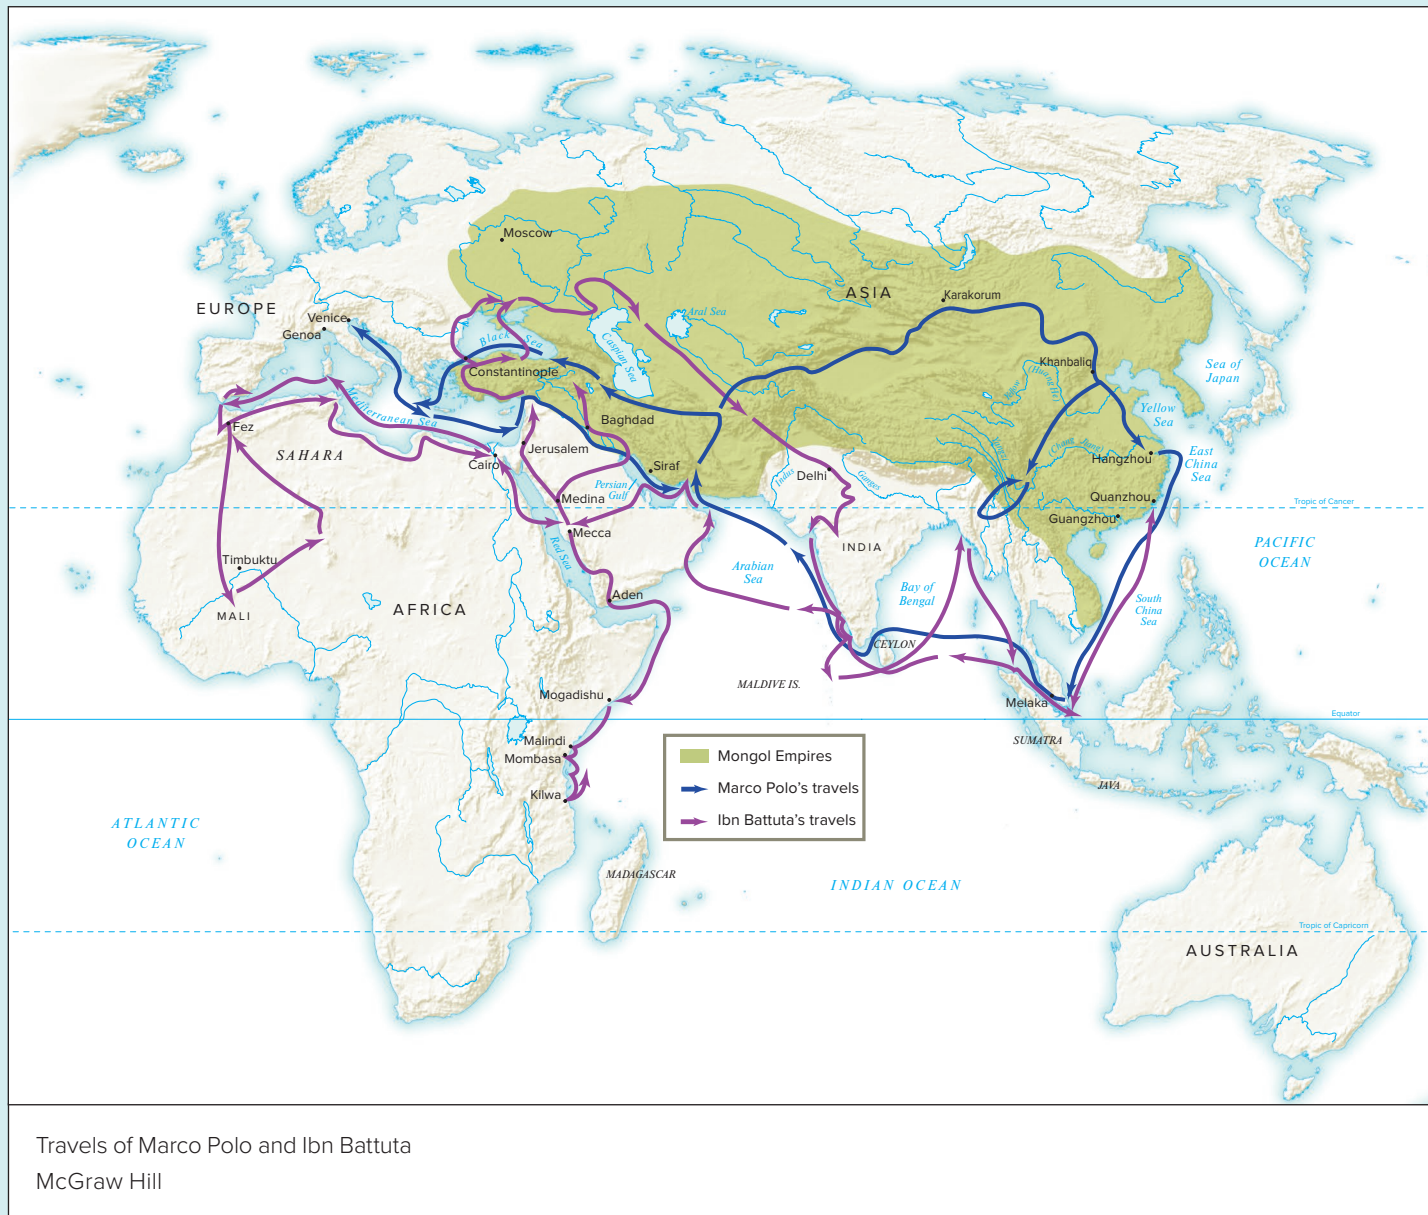 Moscow
EUROPE
ASIA
Karakorum
Aral Sea
Venice
Genoa
Black Sea
Caspian Sea
Khanbaliq
Huang He
Sea of
Japan
Constantinople
Mediterranean Sea
Yellow
Sea
Fez
Baghdad
SAHARA
Jerusalem
Cairo
Siraf
Delhi
Indus
Ganges
Hangzhou
East
China
Sea
Persian
Gulf
Medina
Quanzhou
Guangzhou
Tropic of Cancer
Mecca
Red Sea
INDIA
PACIFIC
OCEAN
Timbuktu
Arabian
Sea
Bay of
Bengal
South
China
Sea
MALI
AFRICA
Aden
CEYLON
MALDIVE IS.
Mogadishu
Melaka
Equator
Malindi
Mombasa
SUMATRA
Kilwa
JAVA
Mongol Empires
Marco Polo's travels
Ibn Battuta's travels
ATLANTIC
OCEAN
MADAGASCAR
INDIAN OCEAN
Tropic of Capricorn
AUSTRALIA
Travels of Marco Polo and Ibn Battuta
McGraw Hill